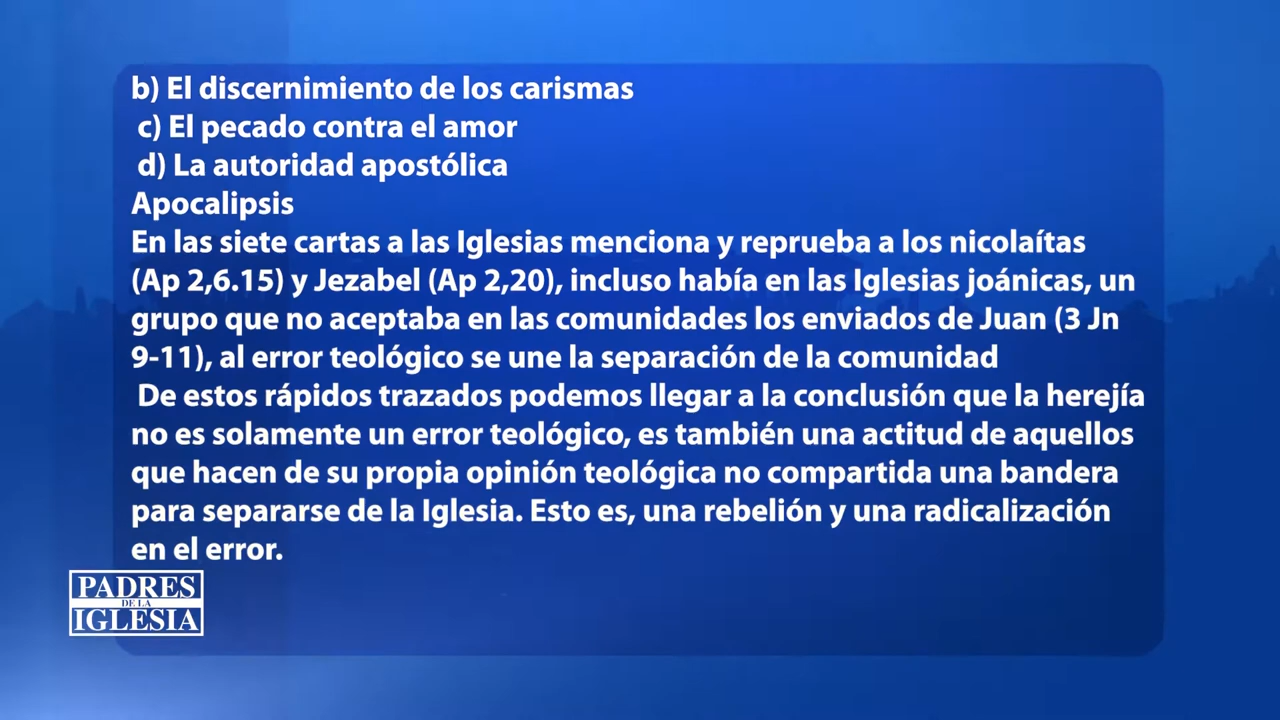 b) El discernimiento de los carismas
c) El pecado contra el amor
d) La autoridad apostólica
Apocalipsis
En las siete cartas a las Iglesias menciona y reprueba a los nicolaítas
(Ap 2,6.15) y Jezabel (Ap 2,20), incluso había en las Iglesias joánicas, un
grupo que no aceptaba en las comunidades los enviados de Juan (3 Jn
9-11), al error teológico se une la separación de la comunidad
De estos rápidos trazados podemos llegar a la conclusión que la herejía
no es solamente un error teológico, es también una actitud de aquellos
que hacen de su propia opinión teológica no compartida una bandera
para separarse de la Iglesia. Esto es, una rebelión y una radicalización
en el error.
PADRES
DE LA
IGLESIA